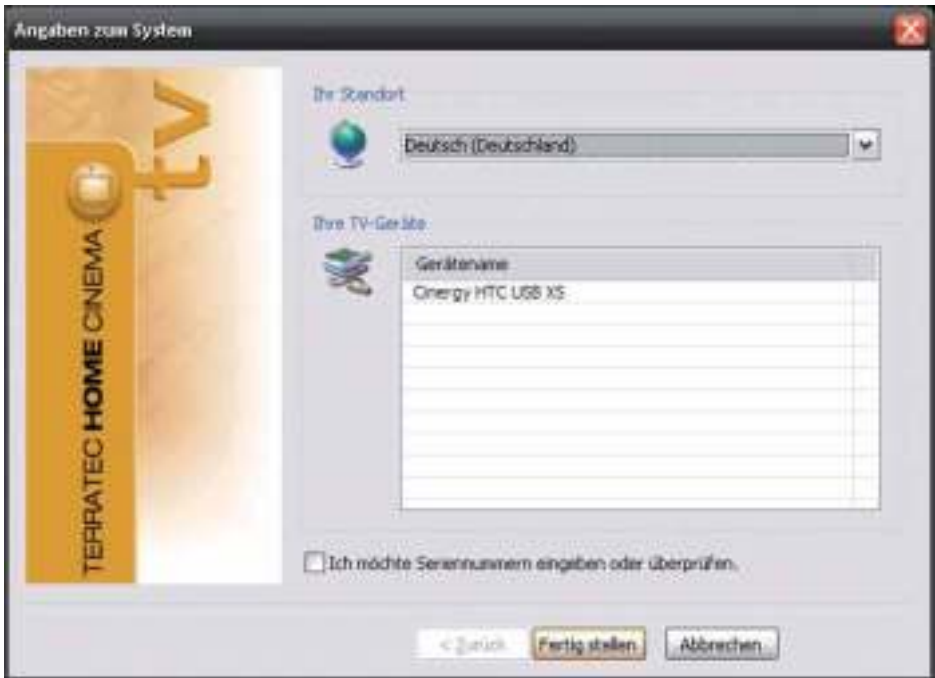 Angaben zum System
tv
TERRATEC HOME CINEMA
Ihr Standort
Deutsch (Deutschland)
Ihre TV-Geräte
Gerätename
Cinergy HTC USB XS
Ich möchte Seriennummern eingeben oder überprüfen.
< Zurück
Fertig stellen
Abbrechen